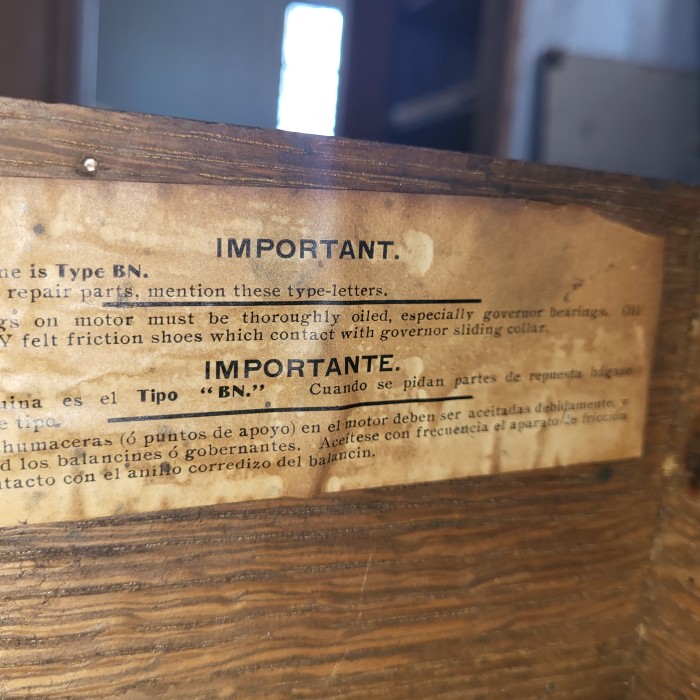 IMPORTANT.
ne is Type BN.
repair parts, mention these type-letters.
gs on motor must be thoroughly oiled, especially governor bearings. Oil
Y felt friction shoes which contact with governor sliding collar.
IMPORTANTE.
uina es el Tipo “BN.” Cuando se pidan partes de repuesta hágase
e tipo.
humaceras (ó puntos de apoyo) en el motor deben ser aceitadas debidamente, y
d los balancines ó gobernantes. Aceítese con frecuencia el aparato de fricción
ntacto con el anillo corredizo del balancin.